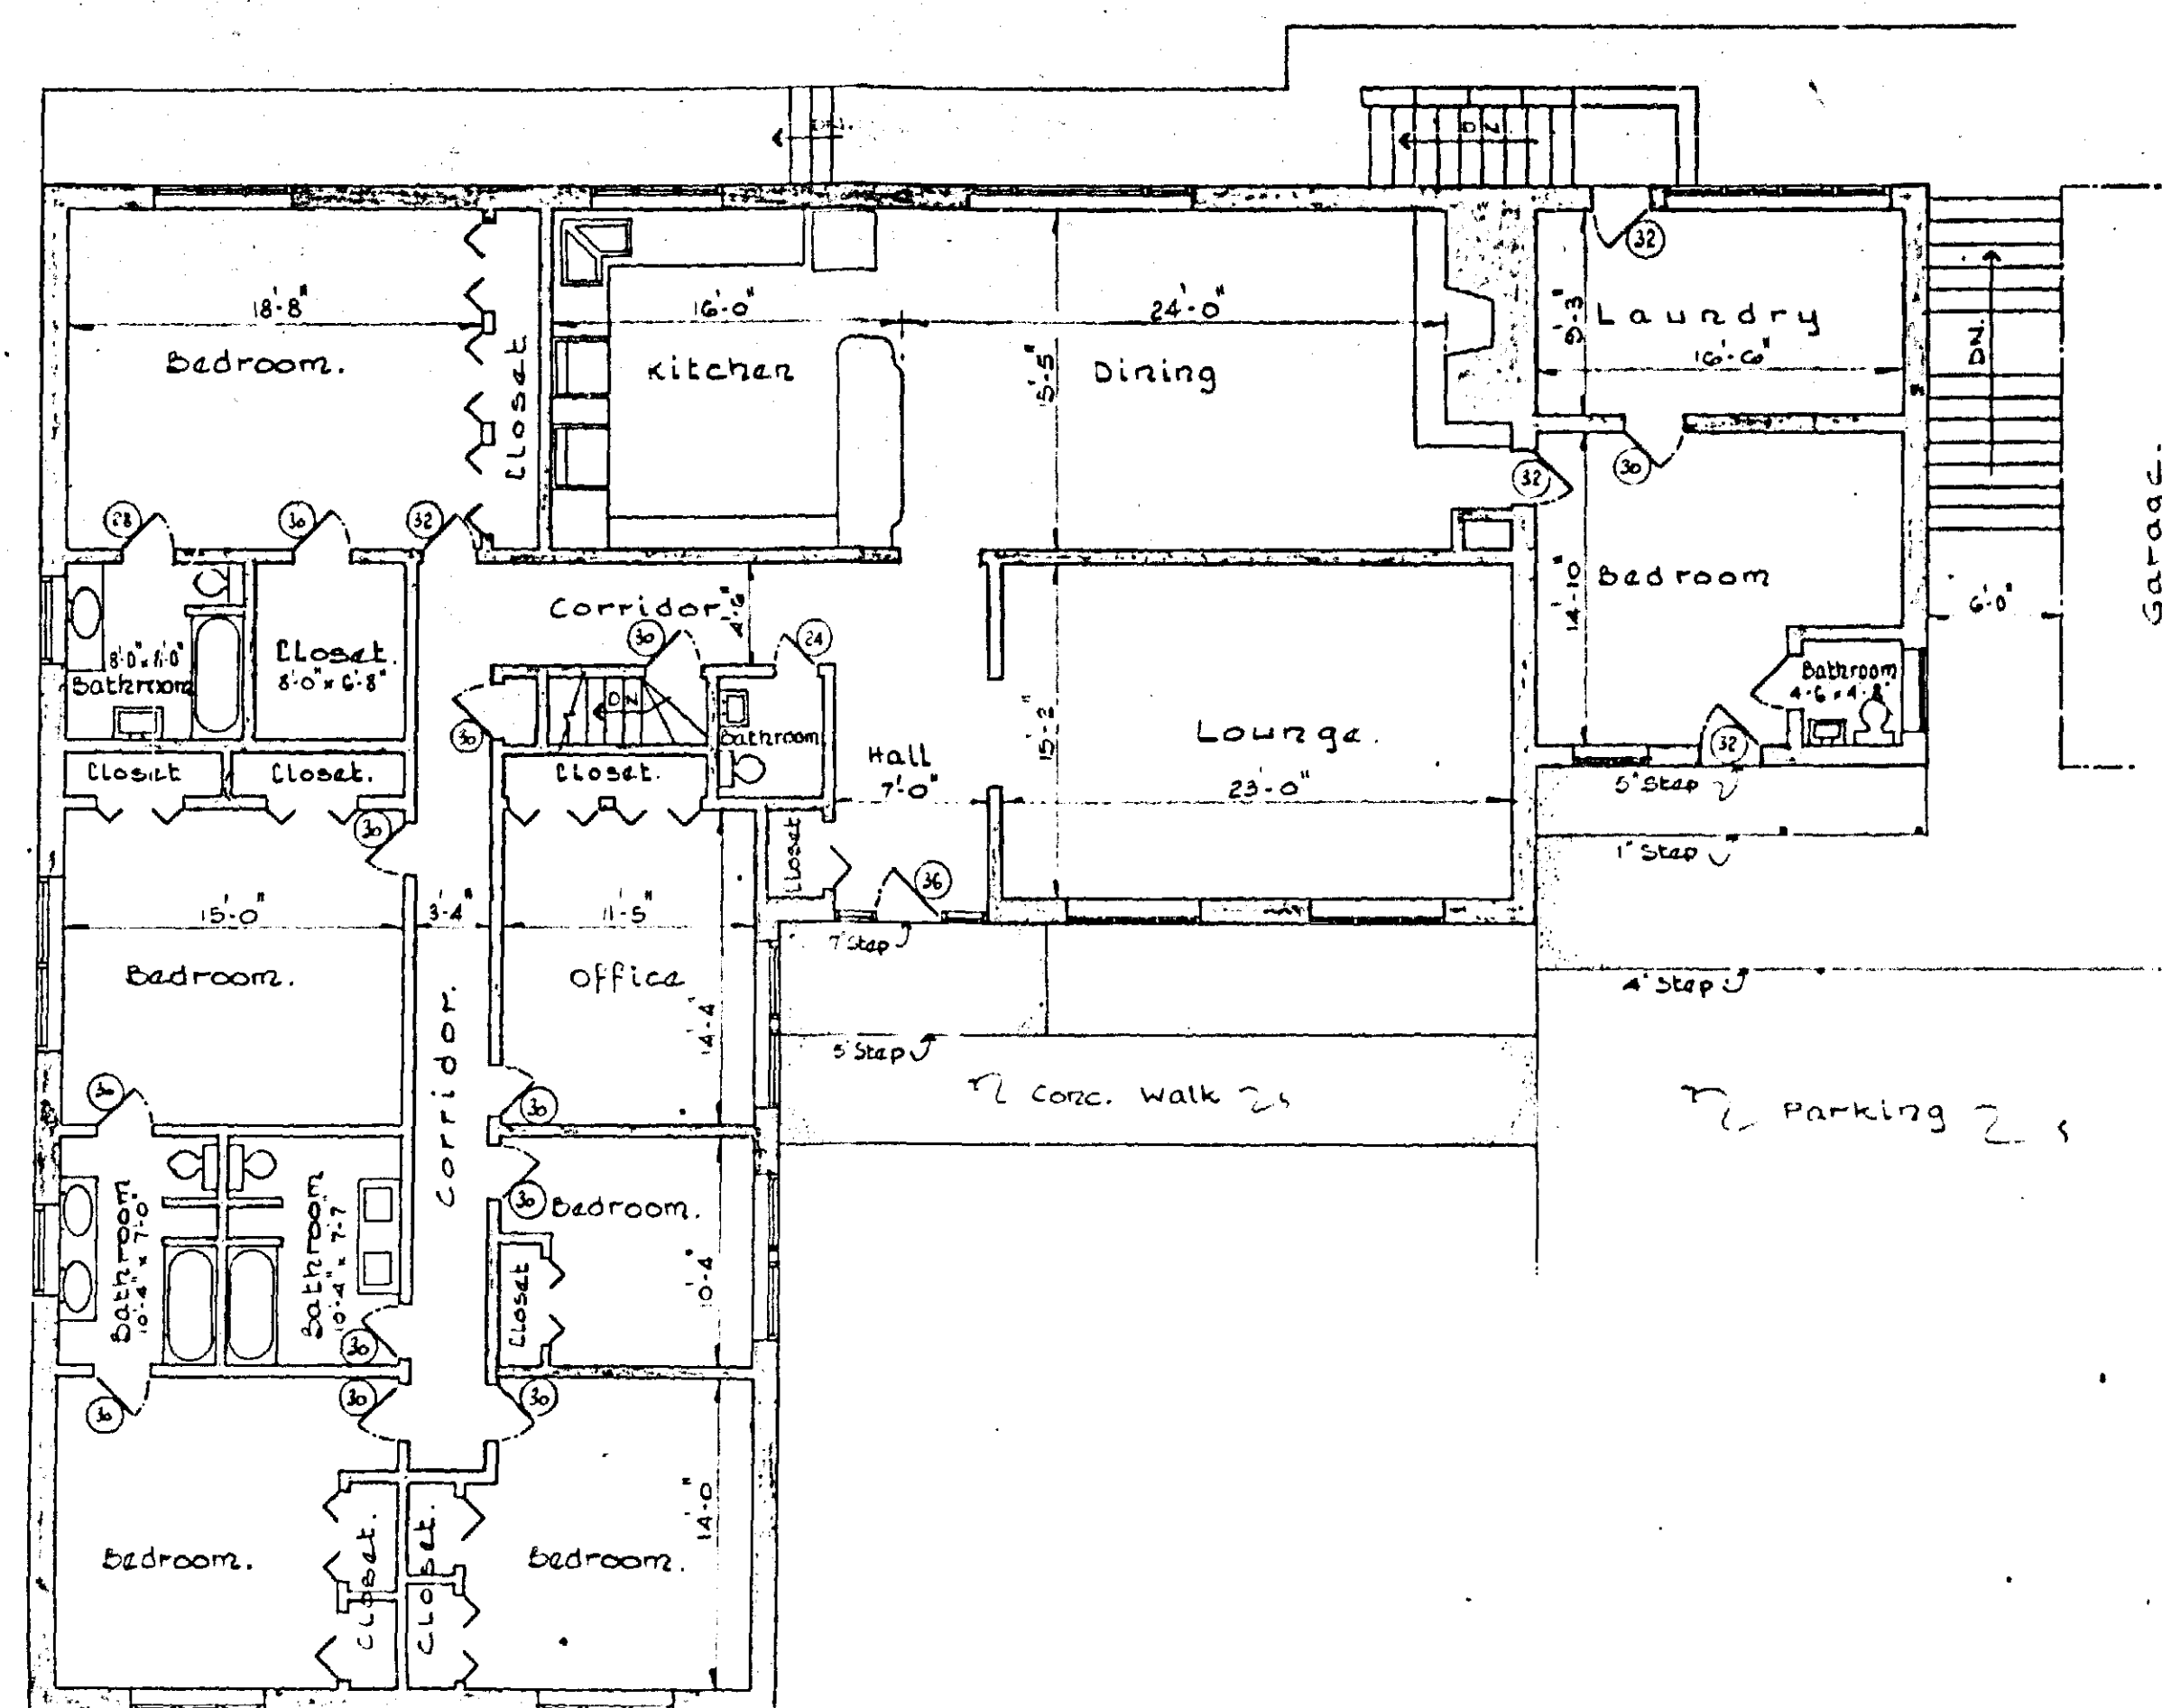 DN.
32
18'-8"
16'-0"
24'-0"
9'-3"
Laundry
16'-6"
DN.
Bedroom.
Closet
Kitchen
15'-5"
Dining
32
30
Garage.
28
30
32
14'-10"
Bedroom
6'-0"
Corridor
4'-6"
30
24
8'-0" x 11'-0"
Bathroom
Closet.
8'-0" x 6'-8"
DN
Bathroom
4'-6 x 4'-8"
30
Bathroom
Hall
7'-0"
15'-2"
Lounge.
23'-0"
32
5" Step
Closet
Closet.
Closet.
30
Closet
36
1" Step
15'-0"
3'-4"
11'-5"
7" Step
Bedroom.
Corridor.
Office
14'-4"
4" Step
5" Step
Conc. Walk
Parking
30
30
Bathroom
10'-4" x 7'-0"
Bathroom
10'-4" x 7'-7
30
Bedroom.
Closet
10'-4"
30
30
30
30
Closet.
Closet.
14'-0"
Bedroom.
Bedroom.
Closet
Closet